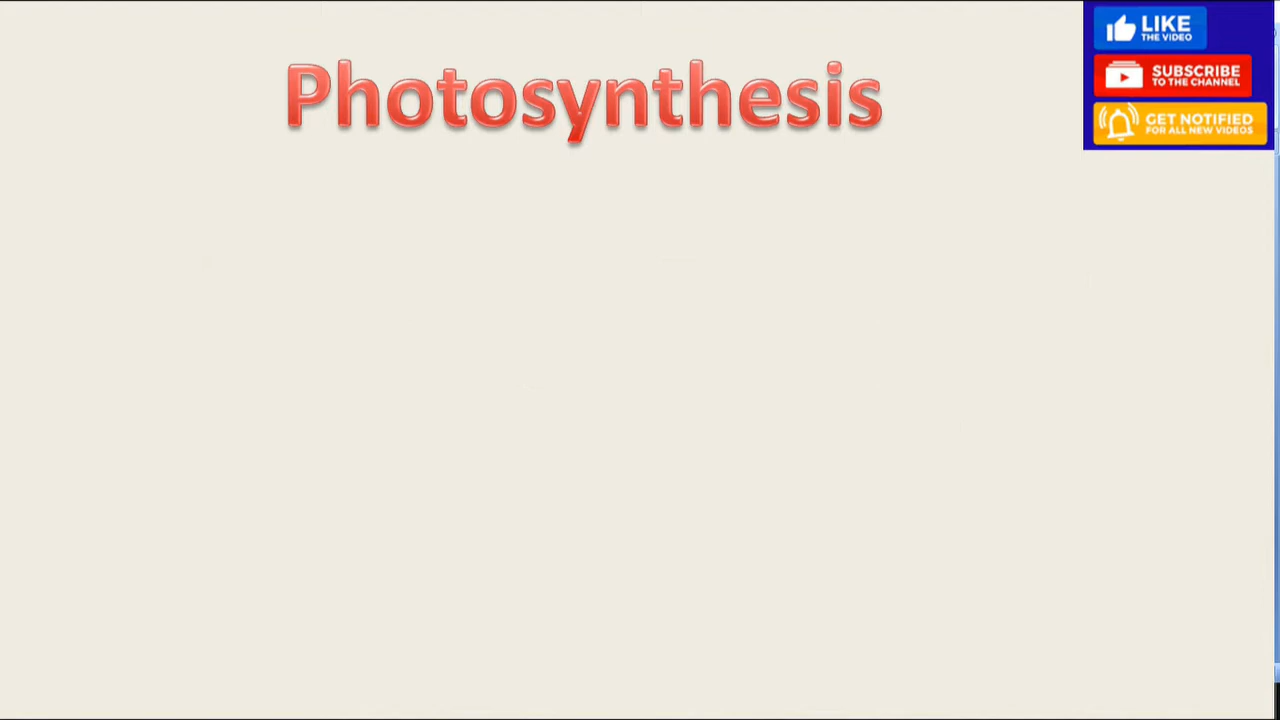 Photosynthesis
LIKE
THE VIDEO
SUBSCRIBE
TO THE CHANNEL
GET NOTIFIED
FOR ALL NEW VIDEOS